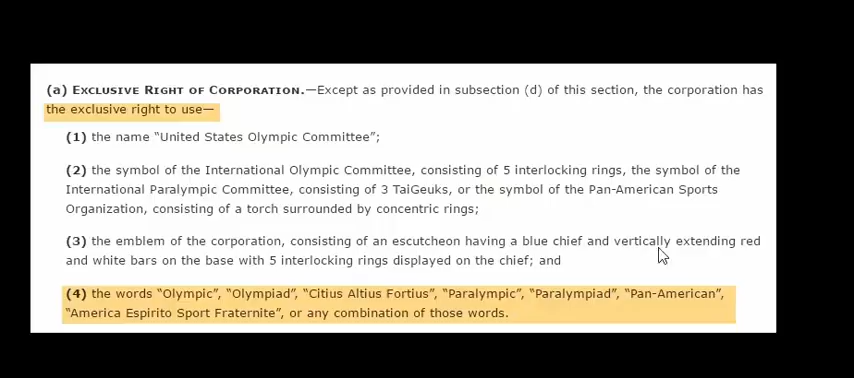 (a) EXCLUSIVE RIGHT OF CORPORATION.—Except as provided in subsection (d) of this section, the corporation has
the exclusive right to use—
(1) the name “United States Olympic Committee”;
(2) the symbol of the International Olympic Committee, consisting of 5 interlocking rings, the symbol of the
International Paralympic Committee, consisting of 3 TaiGeuks, or the symbol of the Pan-American Sports
Organization, consisting of a torch surrounded by concentric rings;
(3) the emblem of the corporation, consisting of an escutcheon having a blue chief and vertically extending red
and white bars on the base with 5 interlocking rings displayed on the chief; and
(4) the words “Olympic”, “Olympiad”, “Citius Altius Fortius”, “Paralympic”, “Paralympiad”, “Pan-American”,
“America Espirito Sport Fraternite”, or any combination of those words.